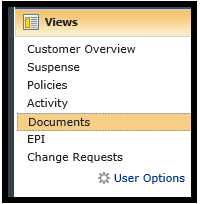 Views
Customer Overview
Suspense
Policies
Activity
Documents
EPI
Change Requests
User Options